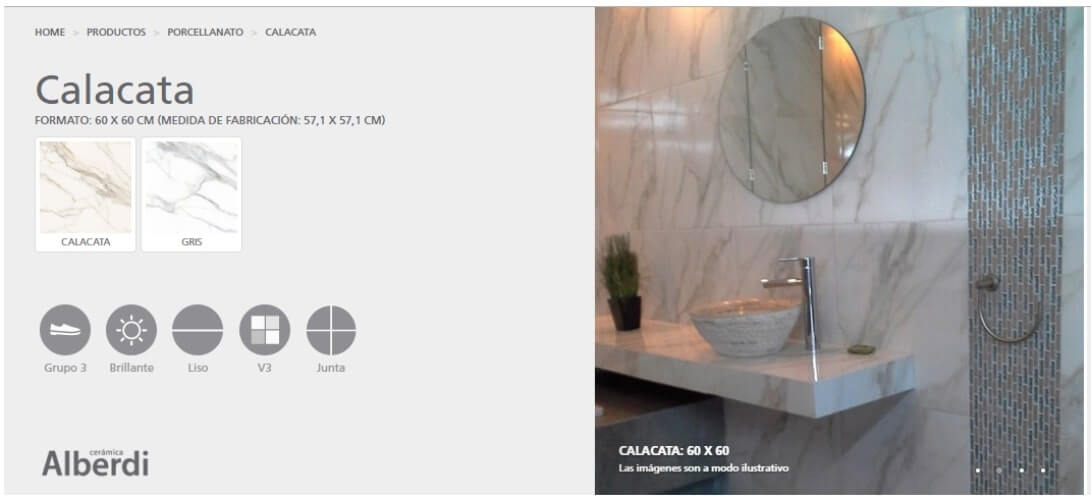 HOME > PRODUCTOS > PORCELLANATO > CALACATA
Calacata
FORMATO: 60 X 60 CM (MEDIDA DE FABRICACIÓN: 57,1 X 57,1 CM)
CALACATA
GRIS
Grupo 3
Brillante
Liso
V3
Junta
cerámica
Alberdi
CALACATA: 60 X 60
Las imágenes son a modo ilustrativo